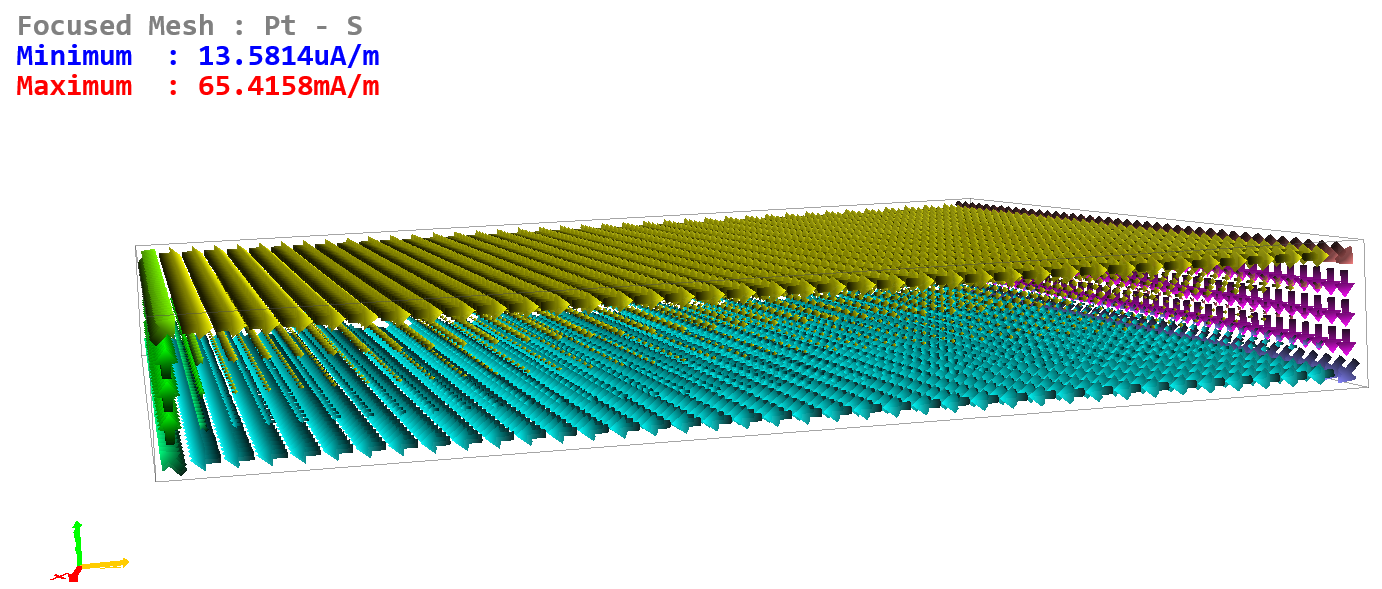 Focused Mesh : Pt - S
Minimum  : 13.5814uA/m
Maximum  : 65.4158mA/m